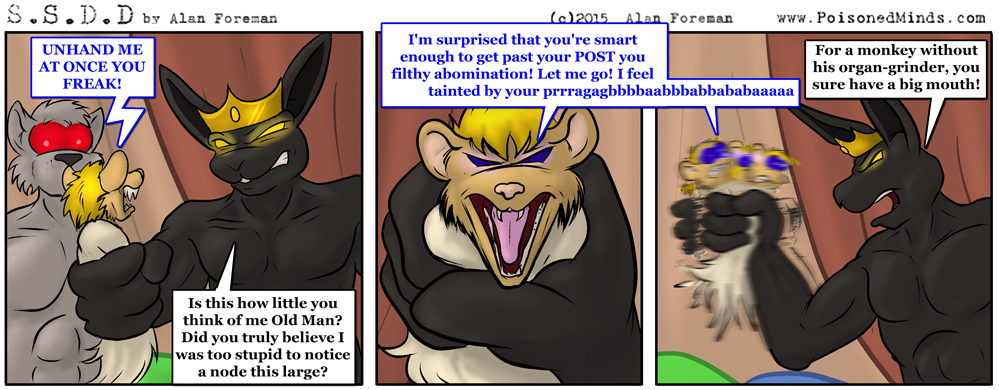 S.S.D.D by Alan Foreman (c)2015 Alan Foreman www.PoisonedMinds.com
UNHAND ME
AT ONCE YOU
FREAK!
Is this how little you
think of me Old Man?
Did you truly believe I
was too stupid to notice
a node this large?
I'm surprised that you're smart
enough to get past your POST you
filthy abomination! Let me go! I feel
tainted by your prrragagbbbbaabbbabbababaaaaa
For a monkey without
his organ-grinder, you
sure have a big mouth!